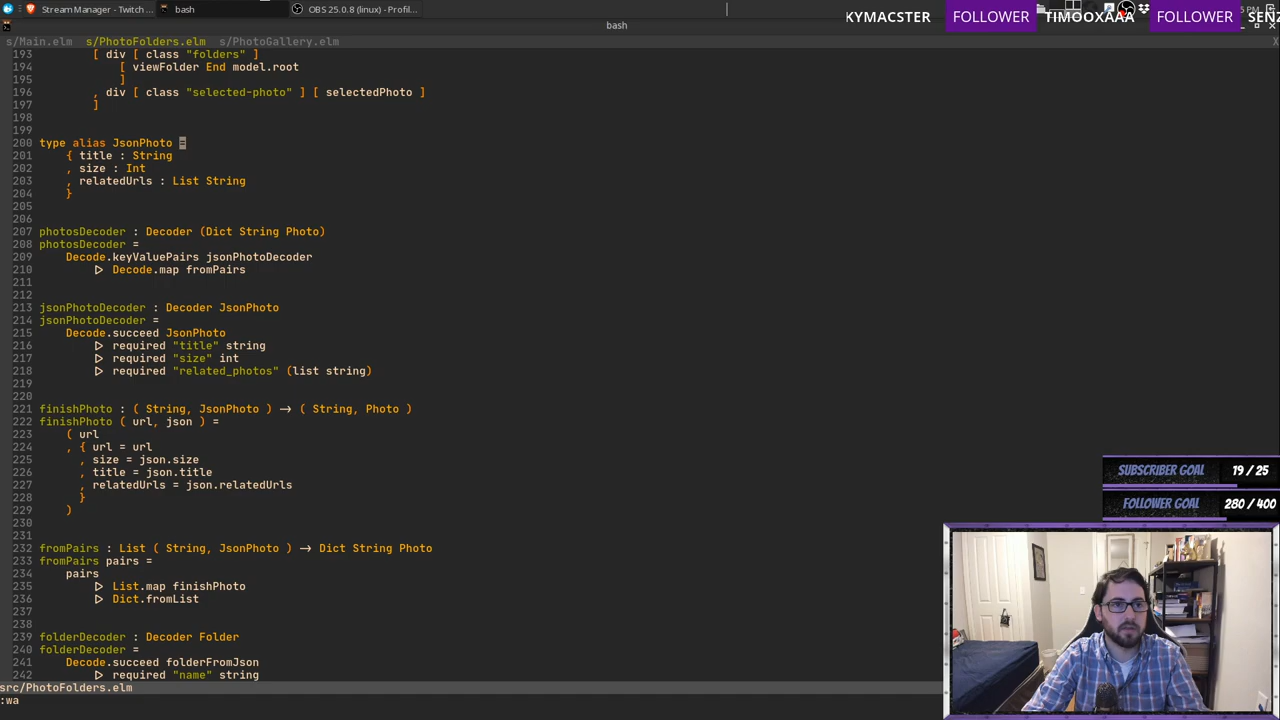 Stream Manager - Twitch ...
bash
OBS 25.0.8 (linux) - Profil...
bash
KYMACSTER
FOLLOWER
TIMOOXAAA
FOLLOWER
s/Main.elm s/PhotoFolders.elm s/PhotoGallery.elm
X
193 [ div [ class "folders" ]
194 [ viewFolder End model.root
195 ]
196 , div [ class "selected-photo" ] [ selectedPhoto ]
197 ]
198
199
200 type alias JsonPhoto =
201 { title : String
202 , size : Int
203 , relatedUrls : List String
204 }
205
206
207 photosDecoder : Decoder (Dict String Photo)
208 photosDecoder =
209 Decode.keyValuePairs jsonPhotoDecoder
210 ▷ Decode.map fromPairs
211
212
213 jsonPhotoDecoder : Decoder JsonPhoto
214 jsonPhotoDecoder =
215 Decode.succeed JsonPhoto
216 ▷ required "title" string
217 ▷ required "size" int
218 ▷ required "related_photos" (list string)
219
220
221 finishPhoto : ( String, JsonPhoto ) → ( String, Photo )
222 finishPhoto ( url, json ) =
223 ( url
224 , { url = url
225 , size = json.size
226 , title = json.title
227 , relatedUrls = json.relatedUrls
228 }
229 )
230
231
232 fromPairs : List ( String, JsonPhoto ) → Dict String Photo
233 fromPairs pairs =
234 pairs
235 ▷ List.map finishPhoto
236 ▷ Dict.fromList
237
238
239 folderDecoder : Decoder Folder
240 folderDecoder =
241 Decode.succeed folderFromJson
242 ▷ required "name" string
src/PhotoFolders.elm
:wa
SUBSCRIBER GOAL 19 / 25
FOLLOWER GOAL 280 / 400